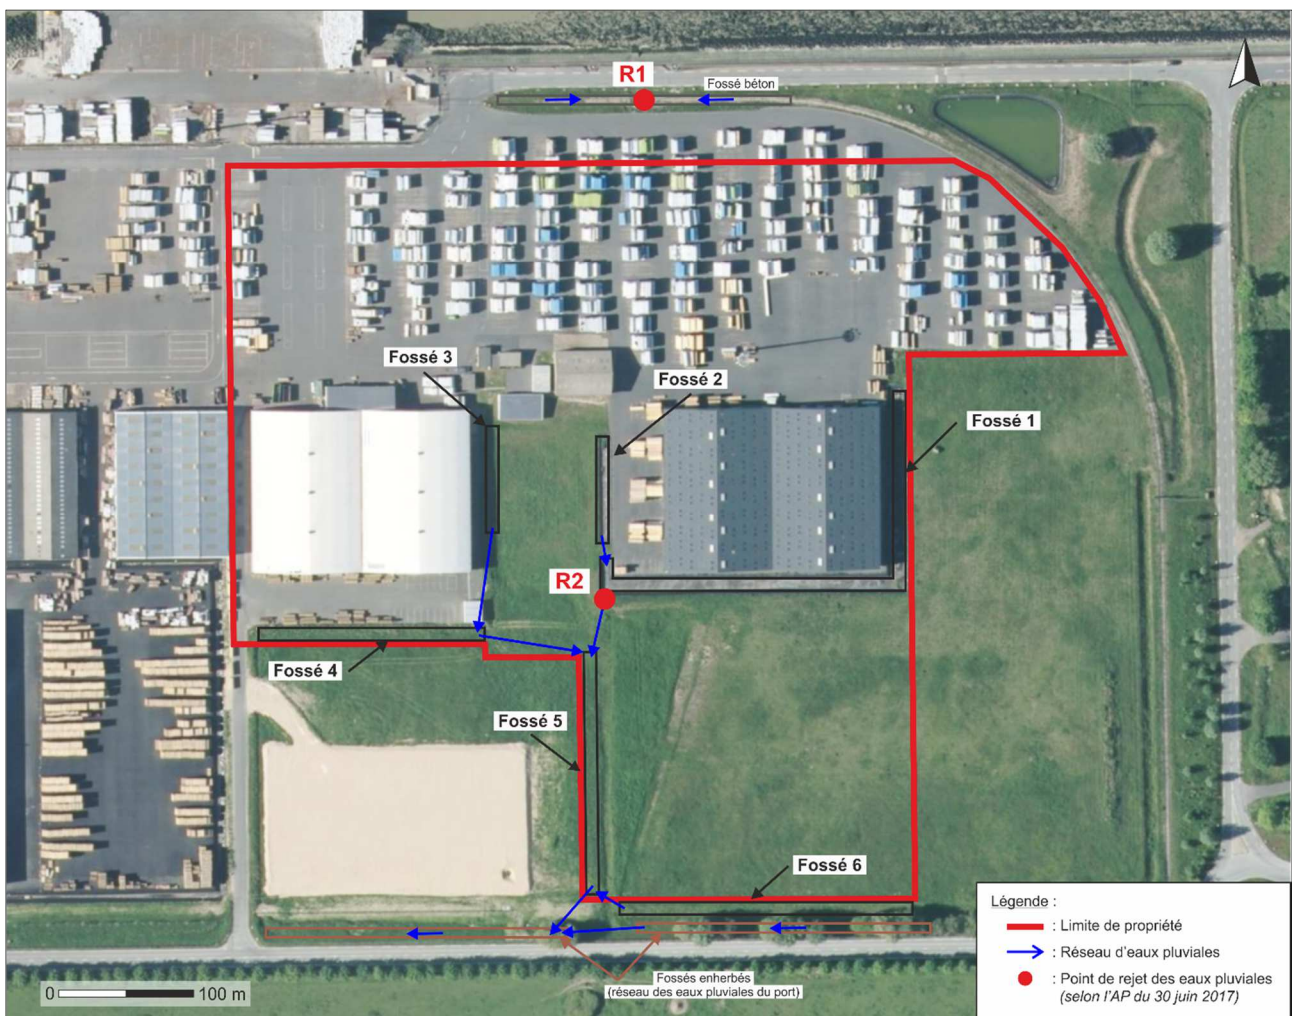 R1
Fossé béton
Fossé 3
Fossé 2
Fossé 1
R2
Fossé 4
Fossé 5
Fossé 6
Fossés enherbés
(réseau des eaux pluviales du port)
0 100 m
Légende :
: Limite de propriété
: Réseau d'eaux pluviales
: Point de rejet des eaux pluviales
(selon l'AP du 30 juin 2017)